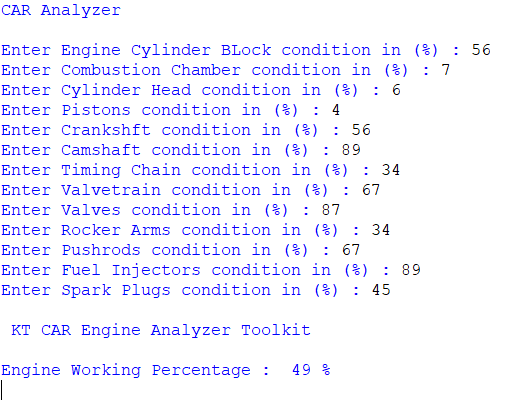 CAR Analyzer
Enter Engine Cylinder BLock condition in (%) : 56
Enter Combustion Chamber condition in (%) : 7
Enter Cylinder Head condition in (%) : 6
Enter Pistons condition in (%) : 4
Enter Crankshft condition in (%) : 56
Enter Camshaft condition in (%) : 89
Enter Timing Chain condition in (%) : 34
Enter Valvetrain condition in (%) : 67
Enter Valves condition in (%) : 87
Enter Rocker Arms condition in (%) : 34
Enter Pushrods condition in (%) : 67
Enter Fuel Injectors condition in (%) : 89
Enter Spark Plugs condition in (%) : 45
KT CAR Engine Analyzer Toolkit
Engine Working Percentage :  49 %